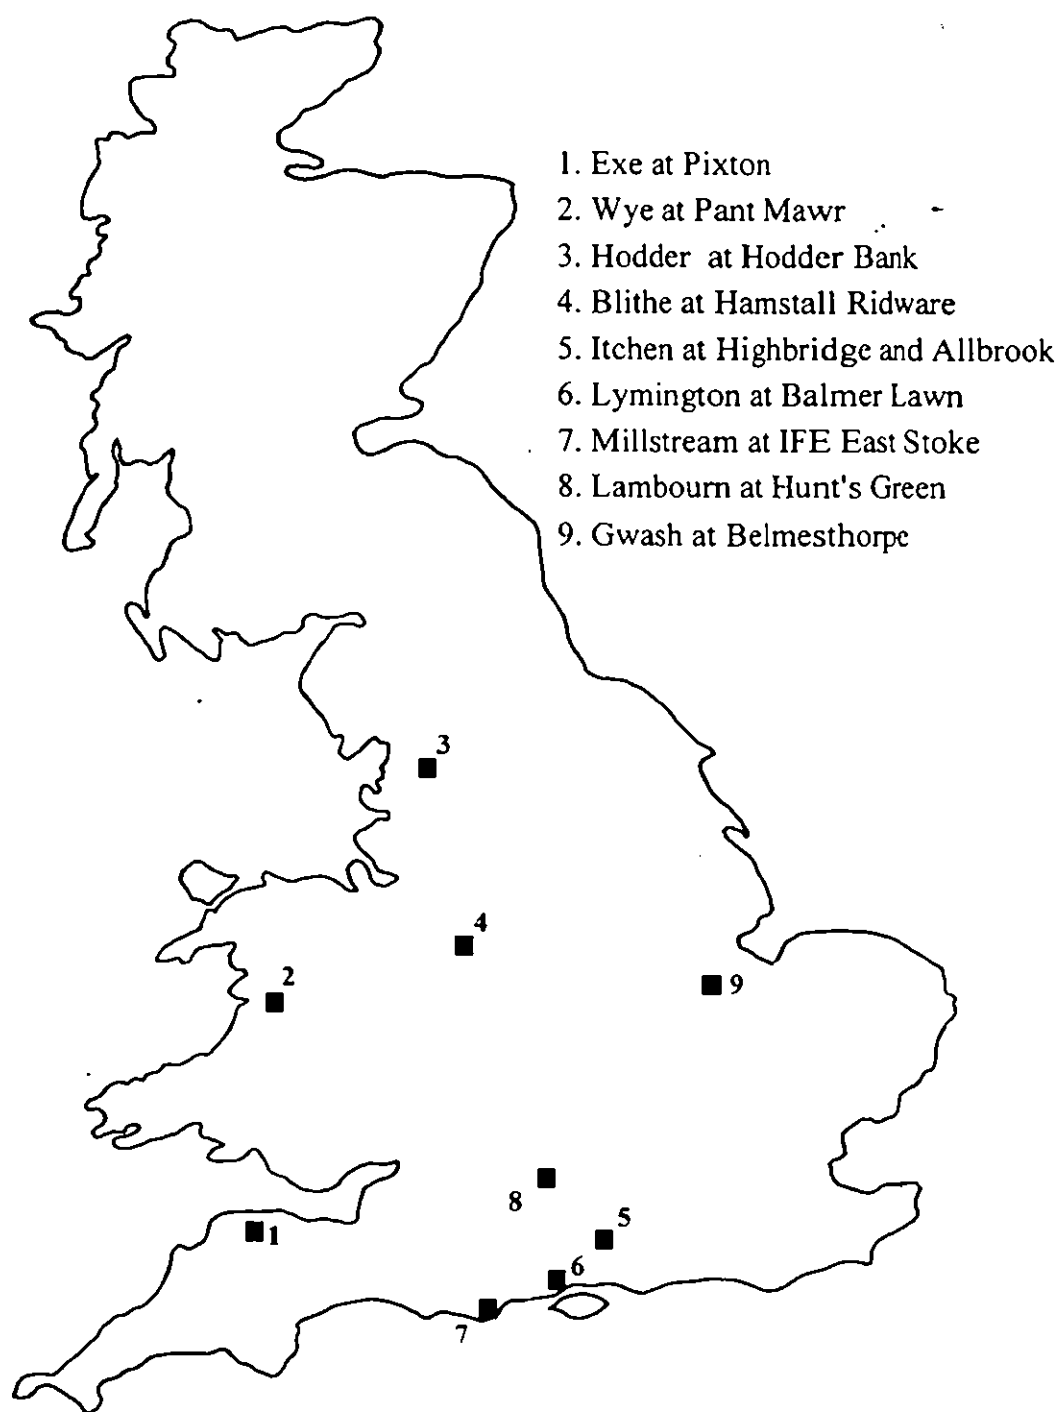 1. Exe at Pixton
2. Wye at Pant Mawr
3. Hodder at Hodder Bank
4. Blithe at Hamstall Ridware
5. Itchen at Highbridge and Allbrook
6. Lymington at Balmer Lawn
7. Millstream at IFE East Stoke
8. Lambourn at Hunt's Green
9. Gwash at Belmesthorpe
3
4
2
9
8
5
1
6
7